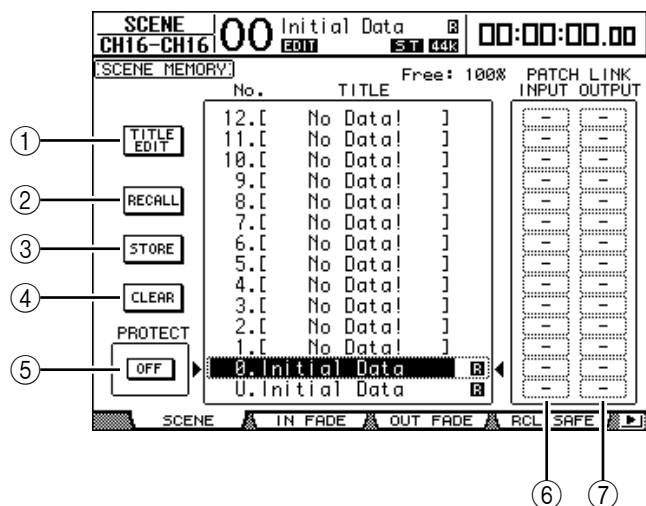 SCENE
CH16-CH16
00 Initial Data R
EDIT ST 44K
00:00:00.00
SCENE MEMORY
Free: 100%
PATCH LINK
No. TITLE
INPUT OUTPUT
12.[ No Data! ] - -
① TITLE EDIT
11.[ No Data! ] - -
10.[ No Data! ] - -
9.[ No Data! ] - -
② RECALL
8.[ No Data! ] - -
7.[ No Data! ] - -
③ STORE
6.[ No Data! ] - -
5.[ No Data! ] - -
④ CLEAR
4.[ No Data! ] - -
3.[ No Data! ] - -
PROTECT
2.[ No Data! ] - -
1.[ No Data! ] - -
⑤ OFF
0.Initial Data R - -
U.Initial Data R - -
SCENE IN FADE OUT FADE RCL SAFE
⑥ ⑦